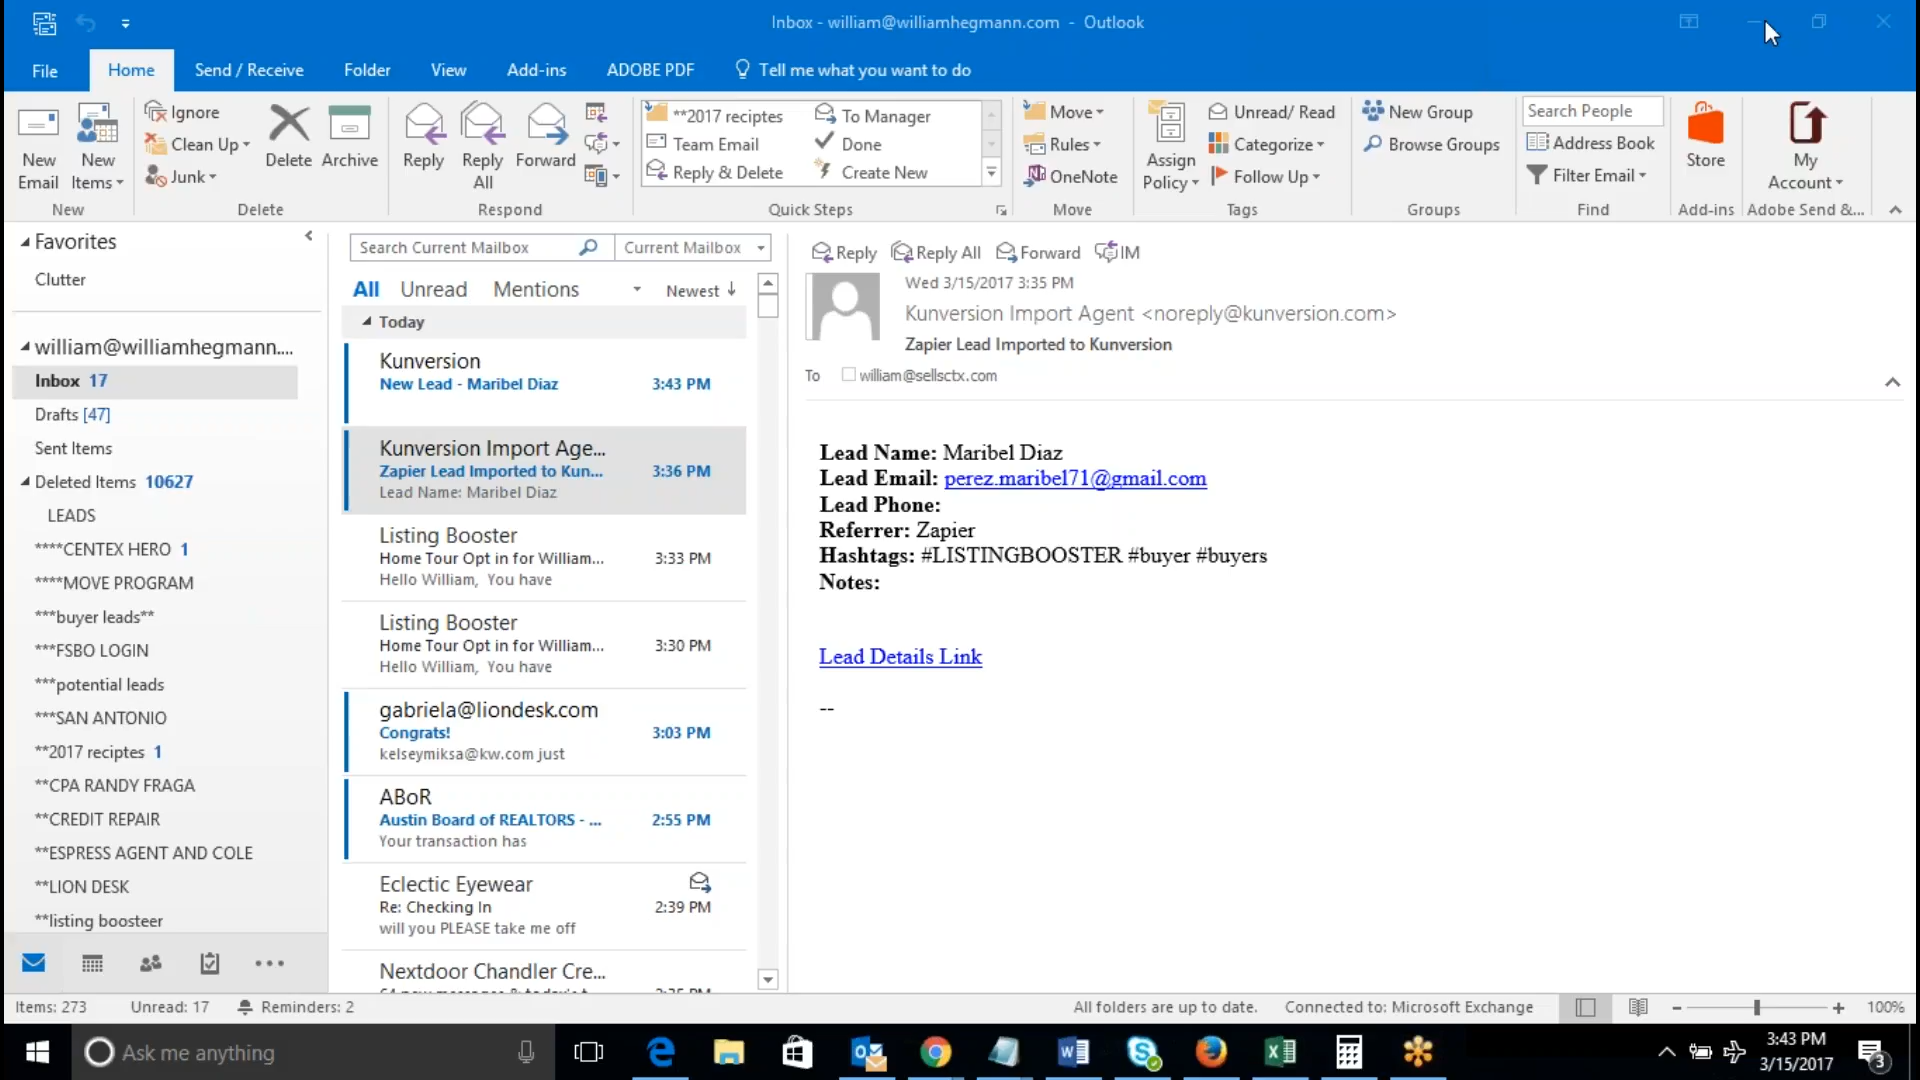 Inbox - william@williamhegmann.com - Outlook
File
Home
Send / Receive
Folder
View
Add-ins
ADOBE PDF
Tell me what you want to do
New Email
New Items
New
Ignore
Clean Up
Junk
Delete
Archive
Delete
Reply
Reply All
Forward
Respond
**2017 reciptes
Team Email
Reply & Delete
To Manager
Done
Create New
Quick Steps
Move
Rules
OneNote
Move
Assign Policy
Unread/ Read
Categorize
Follow Up
Tags
New Group
Browse Groups
Groups
Search People
Address Book
Filter Email
Find
Store
Add-ins
My Account
Adobe Send &...
Favorites
Clutter
william@williamhegmann....
Inbox 17
Drafts [47]
Sent Items
Deleted Items 10627
LEADS
****CENTEX HERO 1
****MOVE PROGRAM
***buyer leads**
***FSBO LOGIN
***potential leads
***SAN ANTONIO
**2017 reciptes 1
**CPA RANDY FRAGA
**CREDIT REPAIR
**ESPRESS AGENT AND COLE
**LION DESK
**listing boosteer
Search Current Mailbox
Current Mailbox
All
Unread
Mentions
Newest
Today
Kunversion
New Lead - Maribel Diaz 3:43 PM
Kunversion Import Age...
Zapier Lead Imported to Kun... 3:36 PM
Lead Name: Maribel Diaz
Listing Booster
Home Tour Opt in for William... 3:33 PM
Hello William, You have
Listing Booster
Home Tour Opt in for William... 3:30 PM
Hello William, You have
gabriela@liondesk.com
Congrats! 3:03 PM
kelseymiksa@kw.com just
ABoR
Austin Board of REALTORS - ... 2:55 PM
Your transaction has
Eclectic Eyewear
Re: Checking In 2:39 PM
will you PLEASE take me off
Nextdoor Chandler Cre...
Reply
Reply All
Forward
IM
Wed 3/15/2017 3:35 PM
Kunversion Import Agent <noreply@kunversion.com>
Zapier Lead Imported to Kunversion
To william@sellsctx.com
Lead Name: Maribel Diaz
Lead Email: perez.maribel71@gmail.com
Lead Phone:
Referrer: Zapier
Hashtags: #LISTINGBOOSTER #buyer #buyers
Notes:
Lead Details Link
--
Items: 273
Unread: 17
Reminders: 2
All folders are up to date.
Connected to: Microsoft Exchange
100%
Ask me anything
3:43 PM
3/15/2017
3